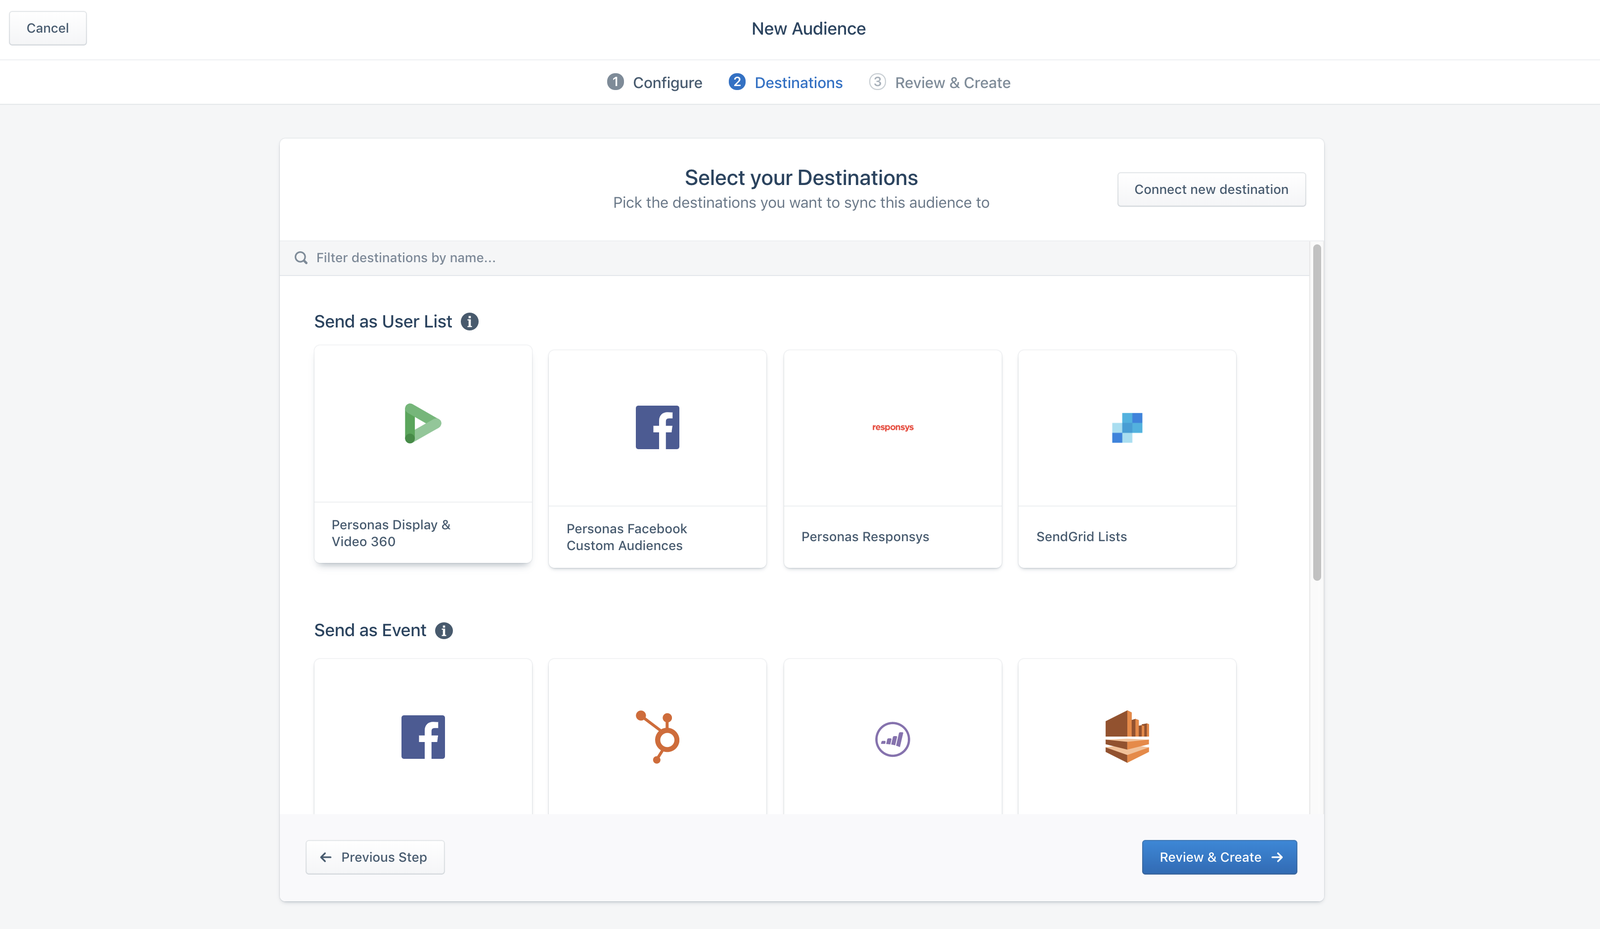 Cancel
New Audience
1 Configure
2 Destinations
3 Review & Create
Select your Destinations
Pick the destinations you want to sync this audience to
Connect new destination
Filter destinations by name...
Send as User List
responsys
Personas Display &
Video 360
Personas Facebook
Custom Audiences
Personas Responsys
SendGrid Lists
Send as Event
Previous Step
Review & Create